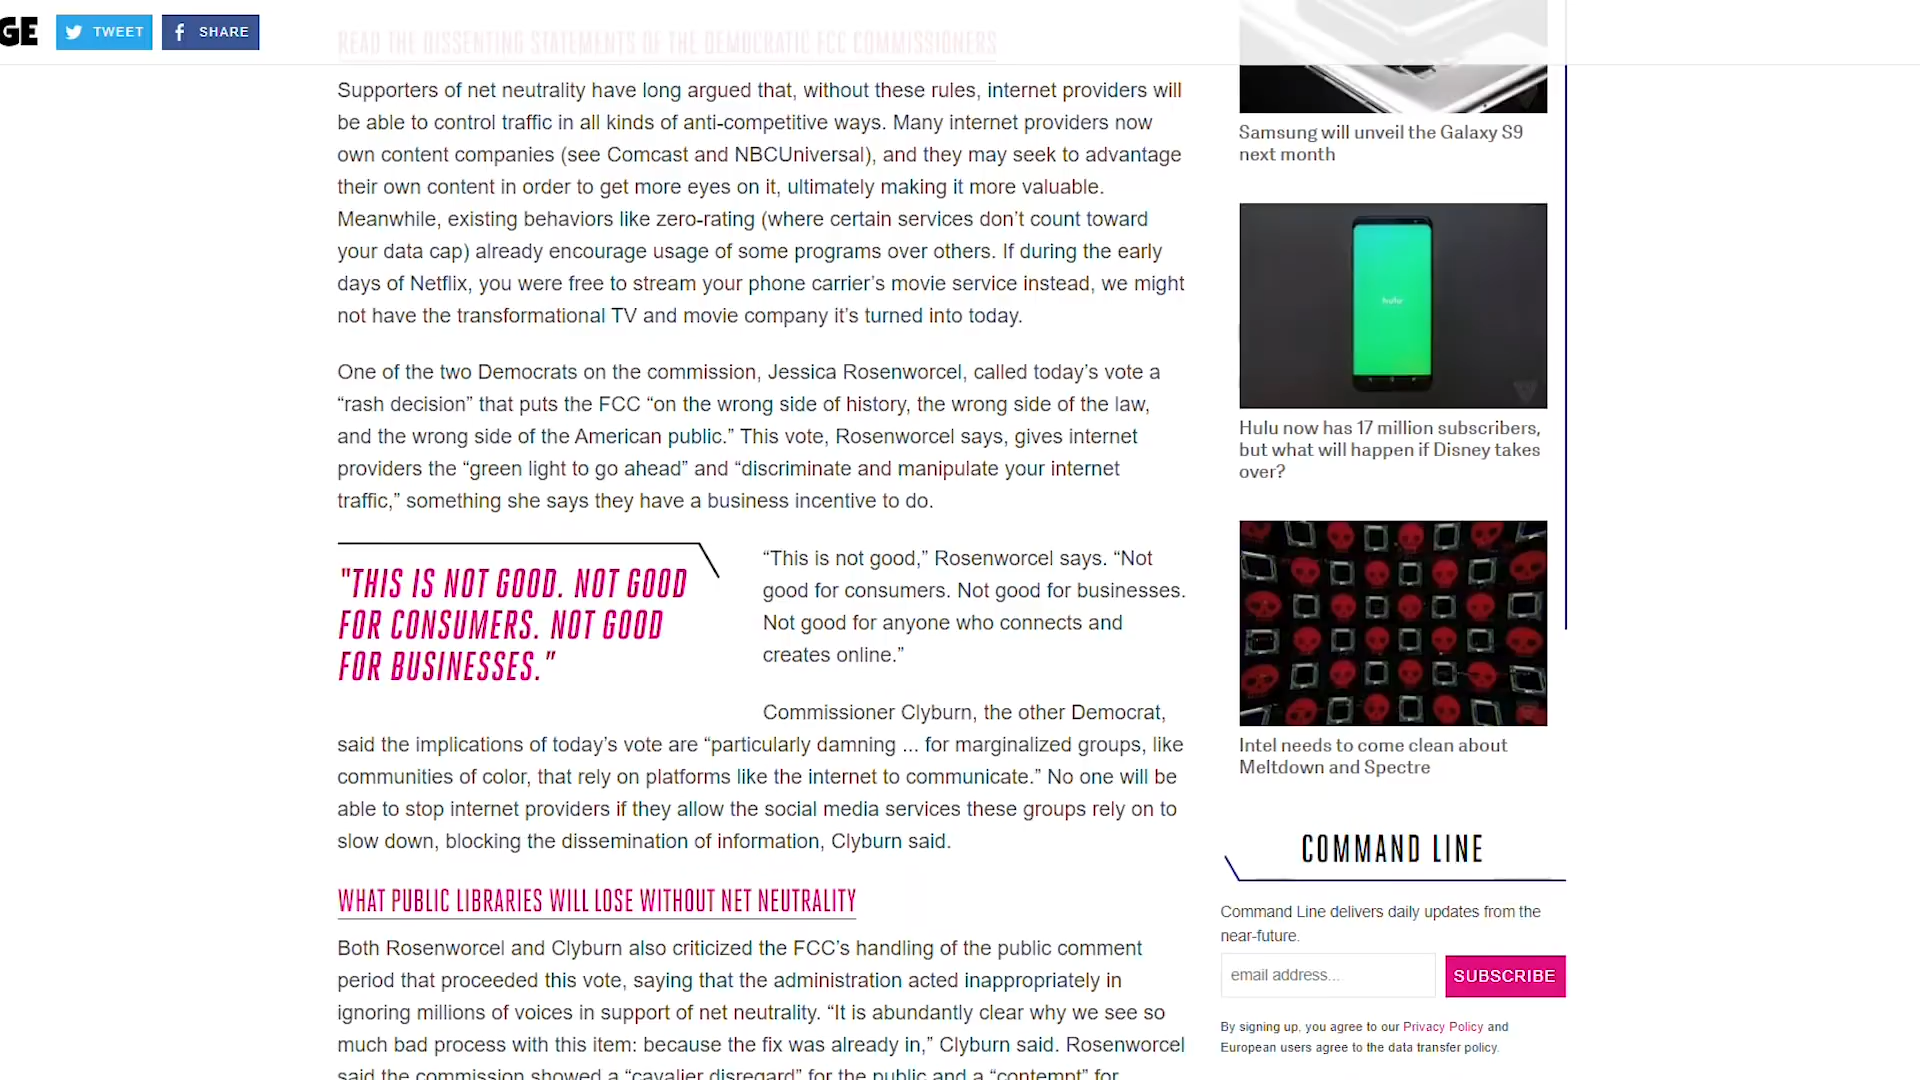 GE
TWEET
SHARE
READ THE DISSENTING STATEMENTS OF THE DEMOCRATIC FCC COMMISSIONERS
Supporters of net neutrality have long argued that, without these rules, internet providers will
be able to control traffic in all kinds of anti-competitive ways. Many internet providers now
own content companies (see Comcast and NBCUniversal), and they may seek to advantage
their own content in order to get more eyes on it, ultimately making it more valuable.
Meanwhile, existing behaviors like zero-rating (where certain services don’t count toward
your data cap) already encourage usage of some programs over others. If during the early
days of Netflix, you were free to stream your phone carrier’s movie service instead, we might
not have the transformational TV and movie company it’s turned into today.
One of the two Democrats on the commission, Jessica Rosenworcel, called today’s vote a
“rash decision” that puts the FCC “on the wrong side of history, the wrong side of the law,
and the wrong side of the American public.” This vote, Rosenworcel says, gives internet
providers the “green light to go ahead” and “discriminate and manipulate your internet
traffic,” something she says they have a business incentive to do.
"THIS IS NOT GOOD. NOT GOOD
FOR CONSUMERS. NOT GOOD
FOR BUSINESSES."
“This is not good,” Rosenworcel says. “Not
good for consumers. Not good for businesses.
Not good for anyone who connects and
creates online.”
Commissioner Clyburn, the other Democrat,
said the implications of today’s vote are “particularly damning ... for marginalized groups, like
communities of color, that rely on platforms like the internet to communicate.” No one will be
able to stop internet providers if they allow the social media services these groups rely on to
slow down, blocking the dissemination of information, Clyburn said.
WHAT PUBLIC LIBRARIES WILL LOSE WITHOUT NET NEUTRALITY
Both Rosenworcel and Clyburn also criticized the FCC’s handling of the public comment
period that proceeded this vote, saying that the administration acted inappropriately in
ignoring millions of voices in support of net neutrality. “It is abundantly clear why we see so
much bad process with this item: because the fix was already in,” Clyburn said. Rosenworcel
said the commission showed a “cavalier disregard” for the public and a “contempt” for
Samsung will unveil the Galaxy S9
next month
hulu
Hulu now has 17 million subscribers,
but what will happen if Disney takes
over?
Intel needs to come clean about
Meltdown and Spectre
COMMAND LINE
Command Line delivers daily updates from the
near-future.
email address...
SUBSCRIBE
By signing up, you agree to our Privacy Policy and
European users agree to the data transfer policy.